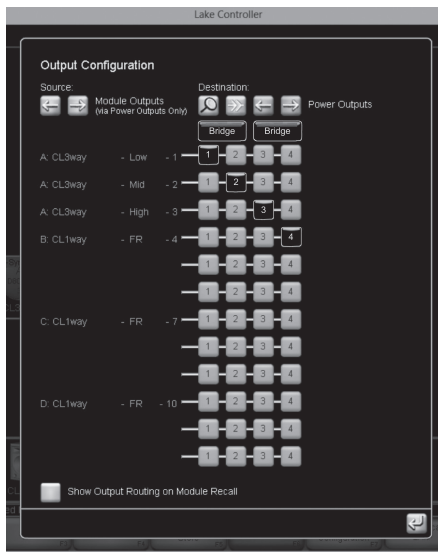 Lake Controller
Output Configuration
Source:
Destination:
Module Outputs
(via Power Outputs Only)
Power Outputs
Bridge Bridge
A: CL3way - Low - 1 1 2 3 4
A: CL3way - Mid - 2 1 2 3 4
A: CL3way - High - 3 1 2 3 4
B: CL1way - FR - 4 1 2 3 4
1 2 3 4
1 2 3 4
C: CL1way - FR - 7 1 2 3 4
1 2 3 4
1 2 3 4
D: CL1way - FR - 10 1 2 3 4
1 2 3 4
1 2 3 4
Show Output Routing on Module Recall